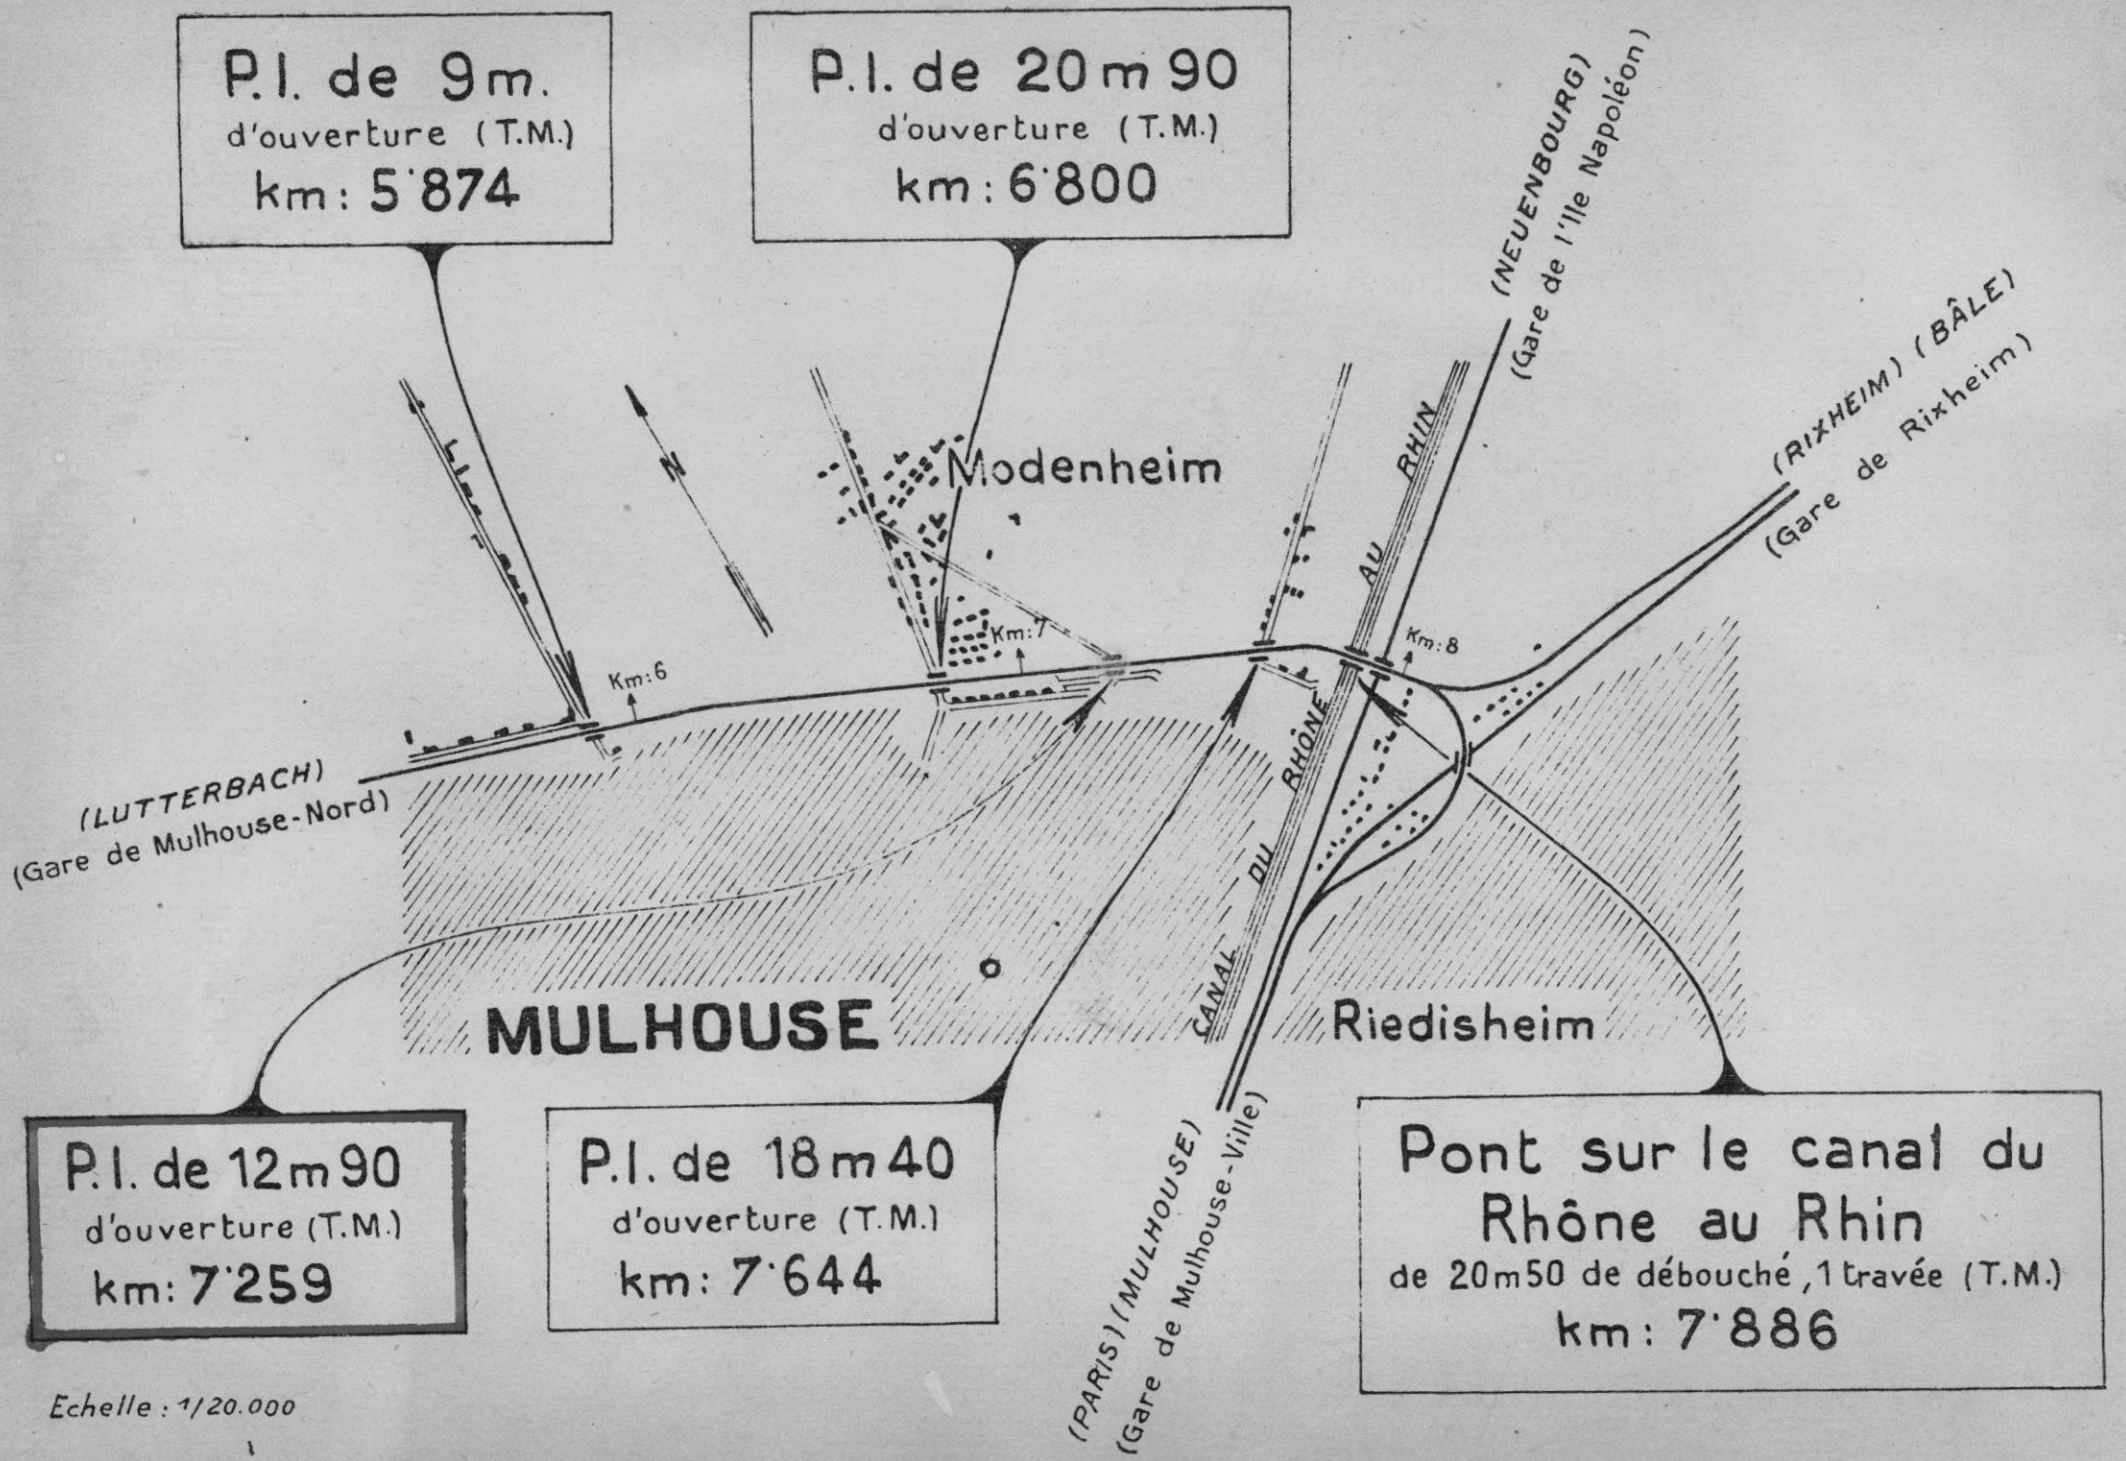 P.I. de 9m.
d'ouverture (T.M.)
km: 5˙874
P.I. de 20m90
d'ouverture (T.M.)
km: 6˙800
(NEUENBOURG)
(Gare de l'Ile Napoléon)
(RIXHEIM) (BÂLE)
(Gare de Rixheim)
N
Modenheim
Km:6
Km:7
Km:8
CANAL DU RHÔNE AU RHIN
(LUTTERBACH)
(Gare de Mulhouse-Nord)
MULHOUSE
Riedisheim
(PARIS) (MULHOUSE)
(Gare de Mulhouse-Ville)
P.I. de 12m90
d'ouverture (T.M.)
km: 7˙259
P.I. de 18m40
d'ouverture (T.M.)
km: 7˙644
Pont sur le canal du
Rhône au Rhin
de 20m50 de débouché, 1 travée (T.M.)
km: 7˙886
Echelle: 1/20.000